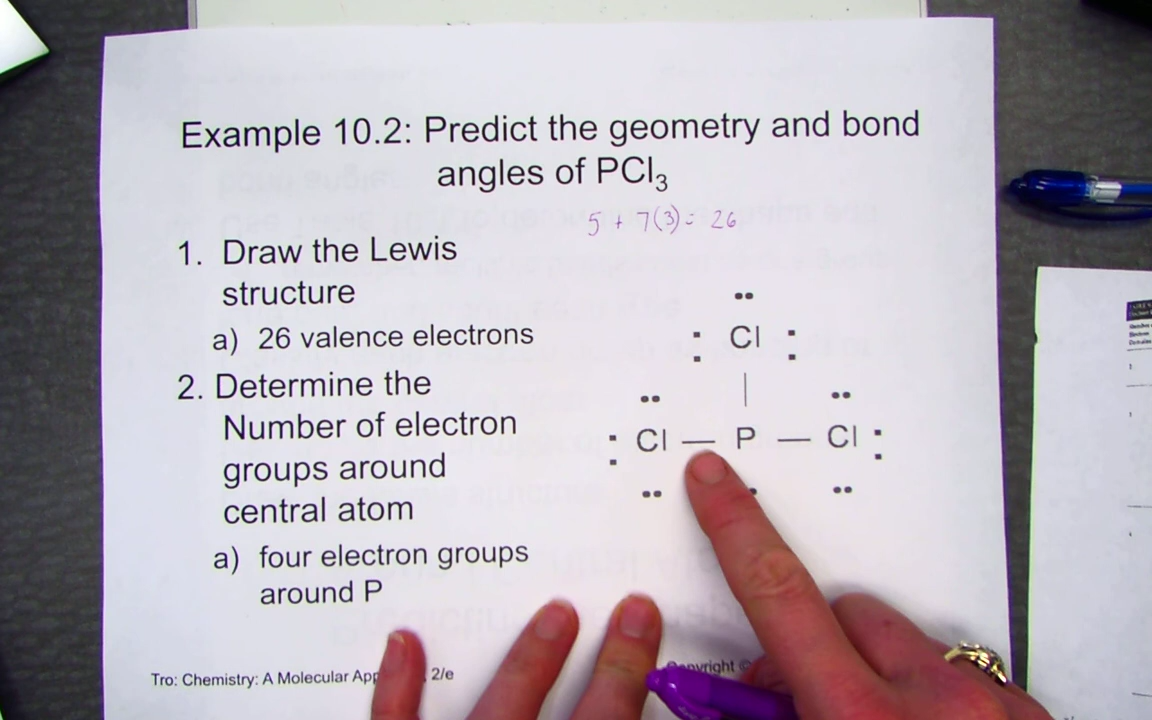 Example 10.2: Predict the geometry and bond
angles of PCl₃
5 + 7(3) = 26
1. Draw the Lewis
structure
a) 26 valence electrons
2. Determine the
Number of electron
groups around
central atom
a) four electron groups
around P
Cl
Cl — P — Cl
Tro: Chemistry: A Molecular App 2/e
Copyright ©